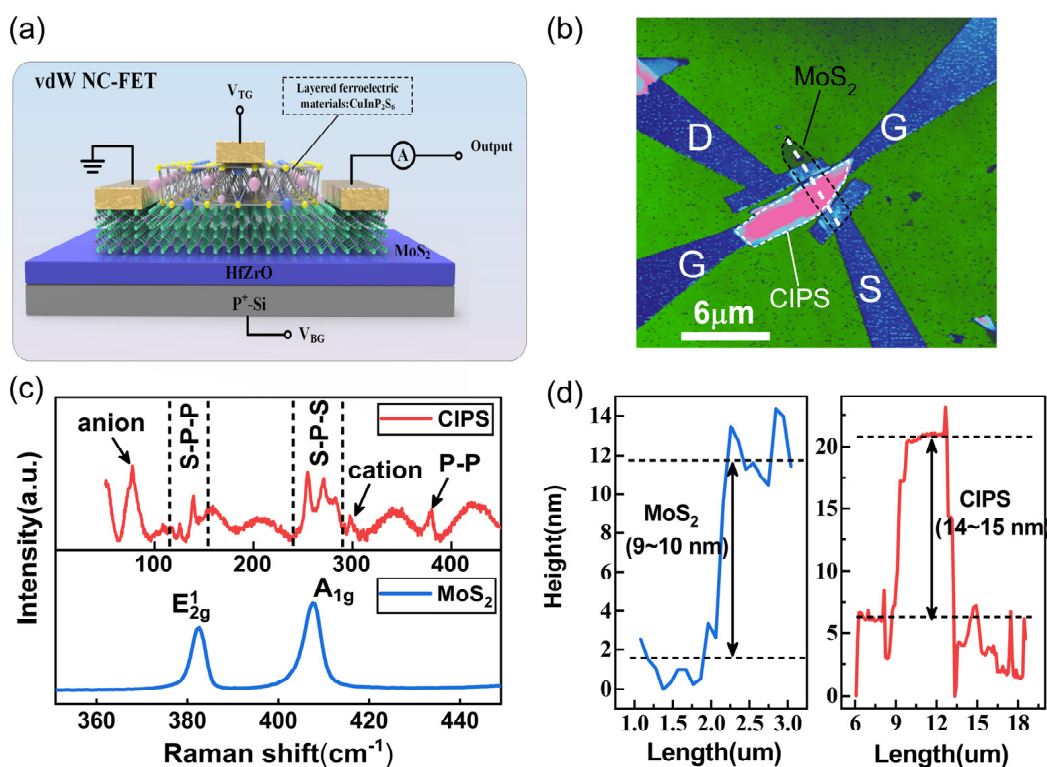 (a)
vdW NC-FET
Layered ferroelectric
materials:CuInP₂S₆
V_TG
A
Output
MoS₂
HfZrO
P⁺-Si
V_BG
(b)
MoS₂
D
G
G
CIPS
S
6μm
(c)
Intensity(a.u.)
anion
S-P-P
S-P-S
cation
P-P
CIPS
100 200 300 400
E¹₂g
A₁g
MoS₂
360 380 400 420 440
Raman shift(cm⁻¹)
(d)
Height(nm)
14
12
10
8
6
4
2
0
MoS₂
(9~10 nm)
1.0 1.5 2.0 2.5 3.0
Length(um)
20
15
10
5
0
CIPS
(14~15 nm)
6 9 12 15 18
Length(um)